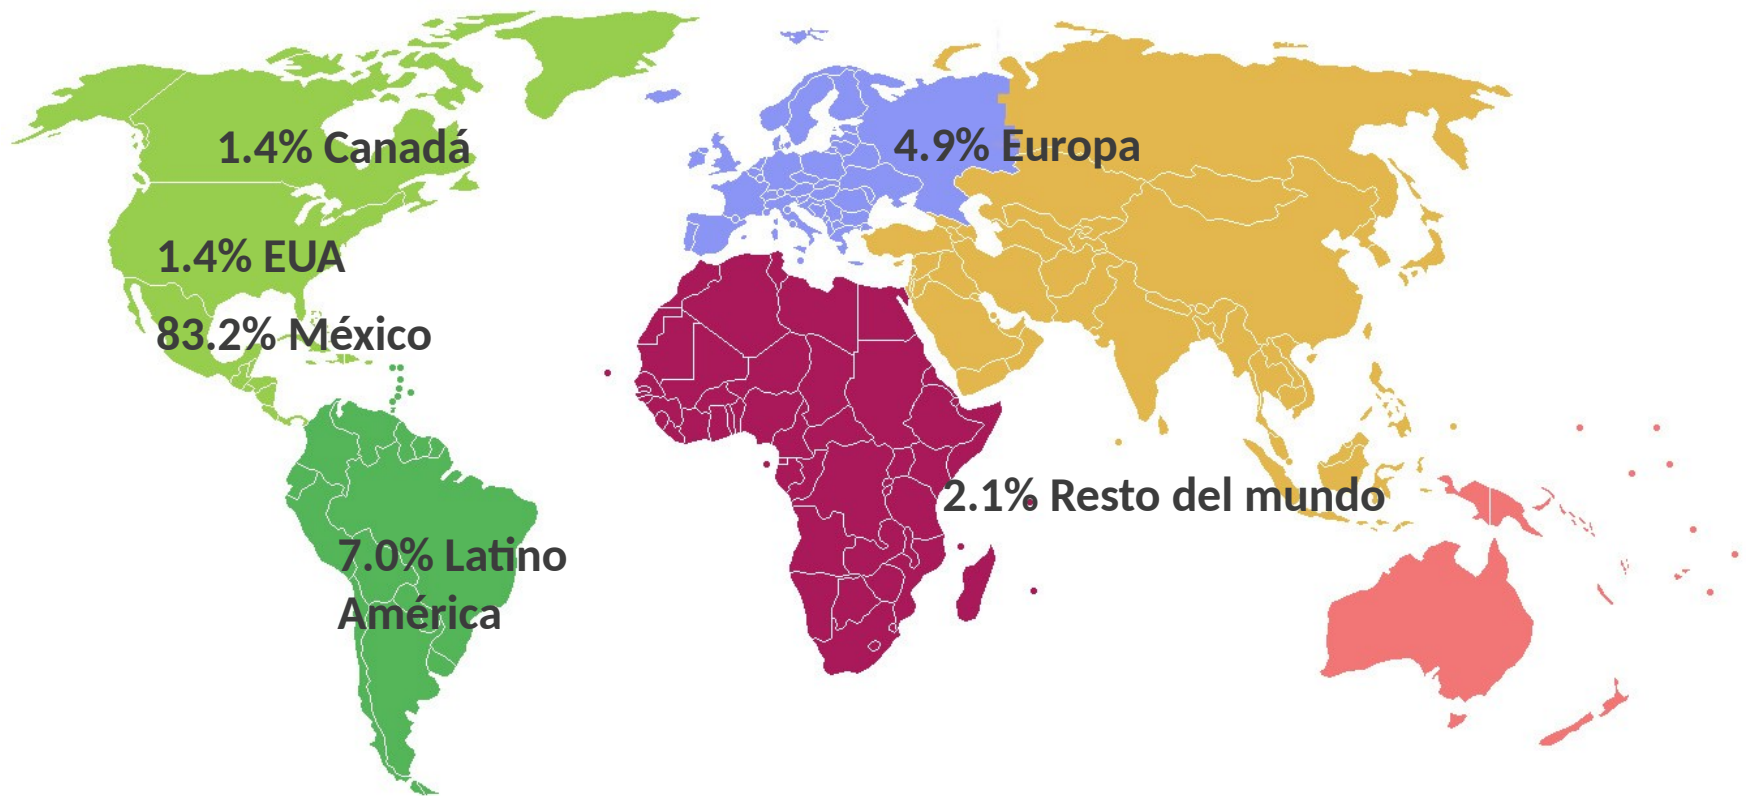 1.4% Canadá
4.9% Europa
1.4% EUA
83.2% México
2.1% Resto del mundo
7.0% Latino
América